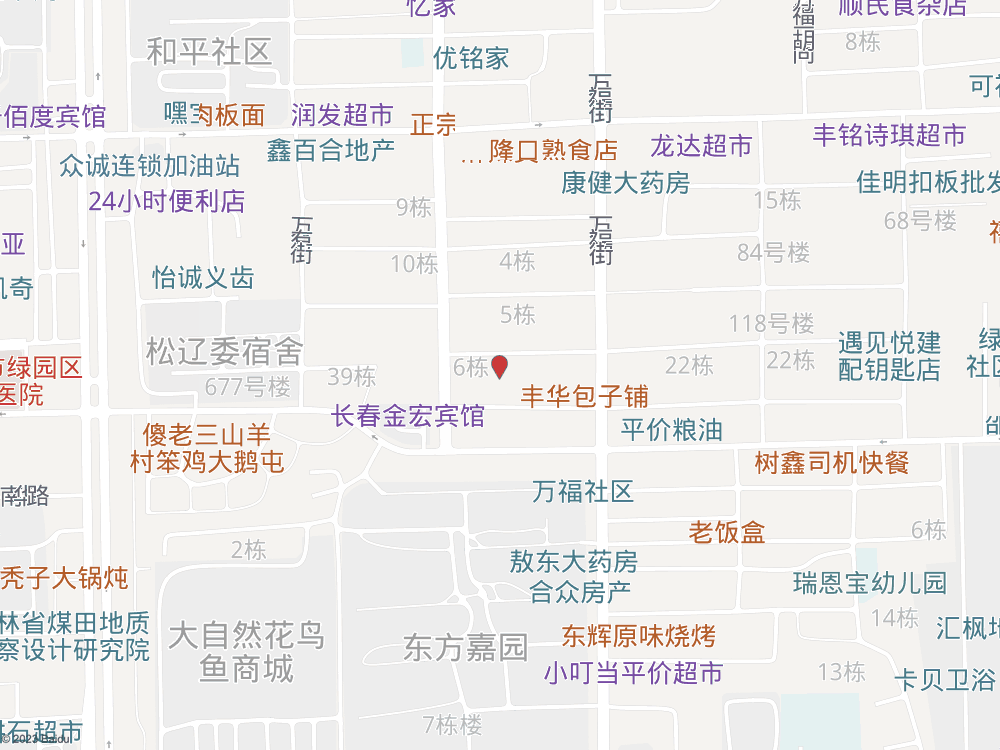 忆家
顺民食杂店
万福胡同
8栋
和平社区
优铭家
万福街
佰度宾馆
肉板面
润发超市
正宗
丰铭诗琪超市
龙达超市
鑫百合地产
熟食店
众诚连锁加油站
康健大药房
佳明扣板批发
24小时便利店
9栋
15栋
68号楼
亚
万福街
10栋
4栋
84号楼
怡诚义齿
凯奇
5栋
118号楼
松辽委宿舍
遇见悦建
配钥匙店
绿园区
医院
677号楼
39栋
6栋
22栋
22栋
绿
社区
丰华包子铺
长春金宏宾馆
平价粮油
傻老三山羊
村笨鸡大鹅屯
树鑫司机快餐
万福社区
老饭盒
6栋
2栋
敖东大药房
合众房产
秃子大锅炖
瑞恩宝幼儿园
林省煤田地质
察设计研究院
大自然花鸟
鱼商城
东方嘉园
东辉原味烧烤
14栋
汇枫地
小叮当平价超市
13栋
卡贝卫浴
7栋楼
石超市
© 2023 Baidu